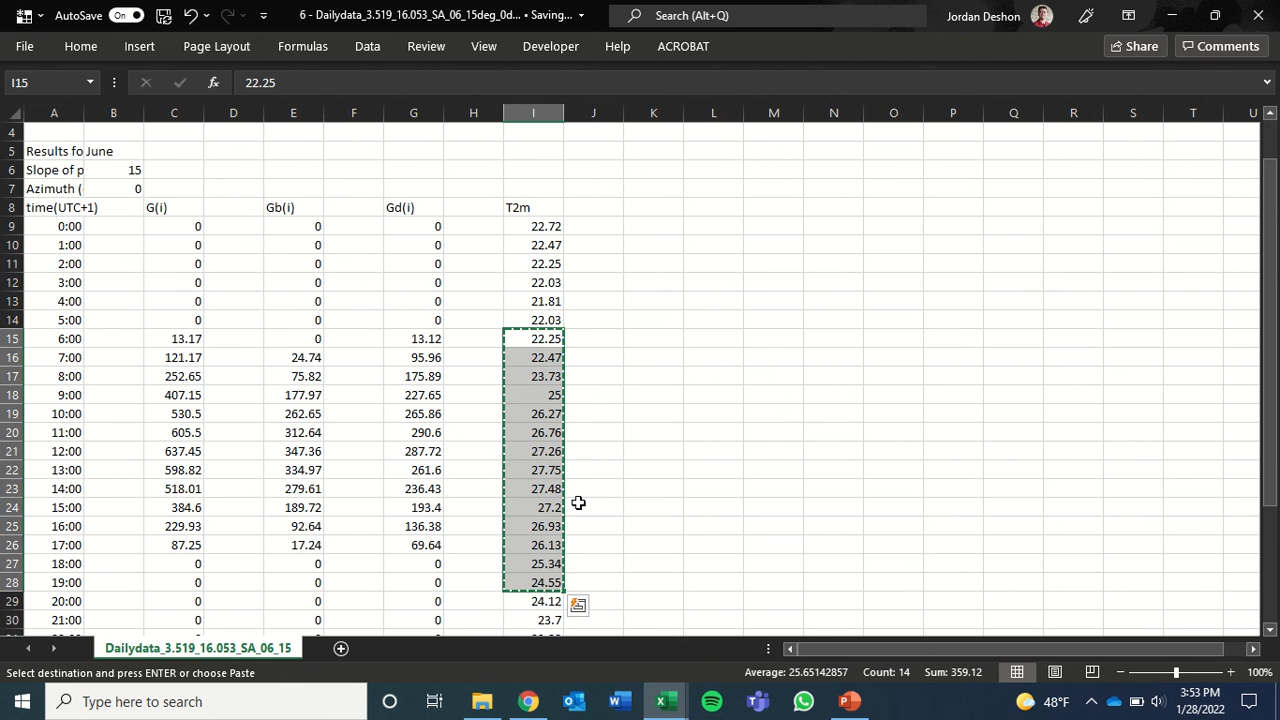 AutoSave On 6 - Dailydata_3.519_16.053_SA_06_15deg_0d... • Saving... Search (Alt+Q) Jordan Deshon
File Home Insert Page Layout Formulas Data Review View Developer Help ACROBAT Share Comments
I15 fx 22.25
A B C D E F G H I J K L M N O P Q R S T U
4
5 Results fo June
6 Slope of p 15
7 Azimuth ( 0
8 time(UTC+1) G(i) Gb(i) Gd(i) T2m
9 0:00 0 0 0 22.72
10 1:00 0 0 0 22.47
11 2:00 0 0 0 22.25
12 3:00 0 0 0 22.03
13 4:00 0 0 0 21.81
14 5:00 0 0 0 22.03
15 6:00 13.17 0 13.12 22.25
16 7:00 121.17 24.74 95.96 22.47
17 8:00 252.65 75.82 175.89 23.73
18 9:00 407.15 177.97 227.65 25
19 10:00 530.5 262.65 265.86 26.27
20 11:00 605.5 312.64 290.6 26.76
21 12:00 637.45 347.36 287.72 27.26
22 13:00 598.82 334.97 261.6 27.75
23 14:00 518.01 279.61 236.43 27.48
24 15:00 384.6 189.72 193.4 27.2
25 16:00 229.93 92.64 136.38 26.93
26 17:00 87.25 17.24 69.64 26.13
27 18:00 0 0 0 25.34
28 19:00 0 0 0 24.55
29 20:00 0 0 0 24.12
30 21:00 0 0 0 23.7
Dailydata_3.519_16.053_SA_06_15
Select destination and press ENTER or choose Paste Average: 25.65142857 Count: 14 Sum: 359.12 100%
Type here to search 48°F 3:53 PM
1/28/2022